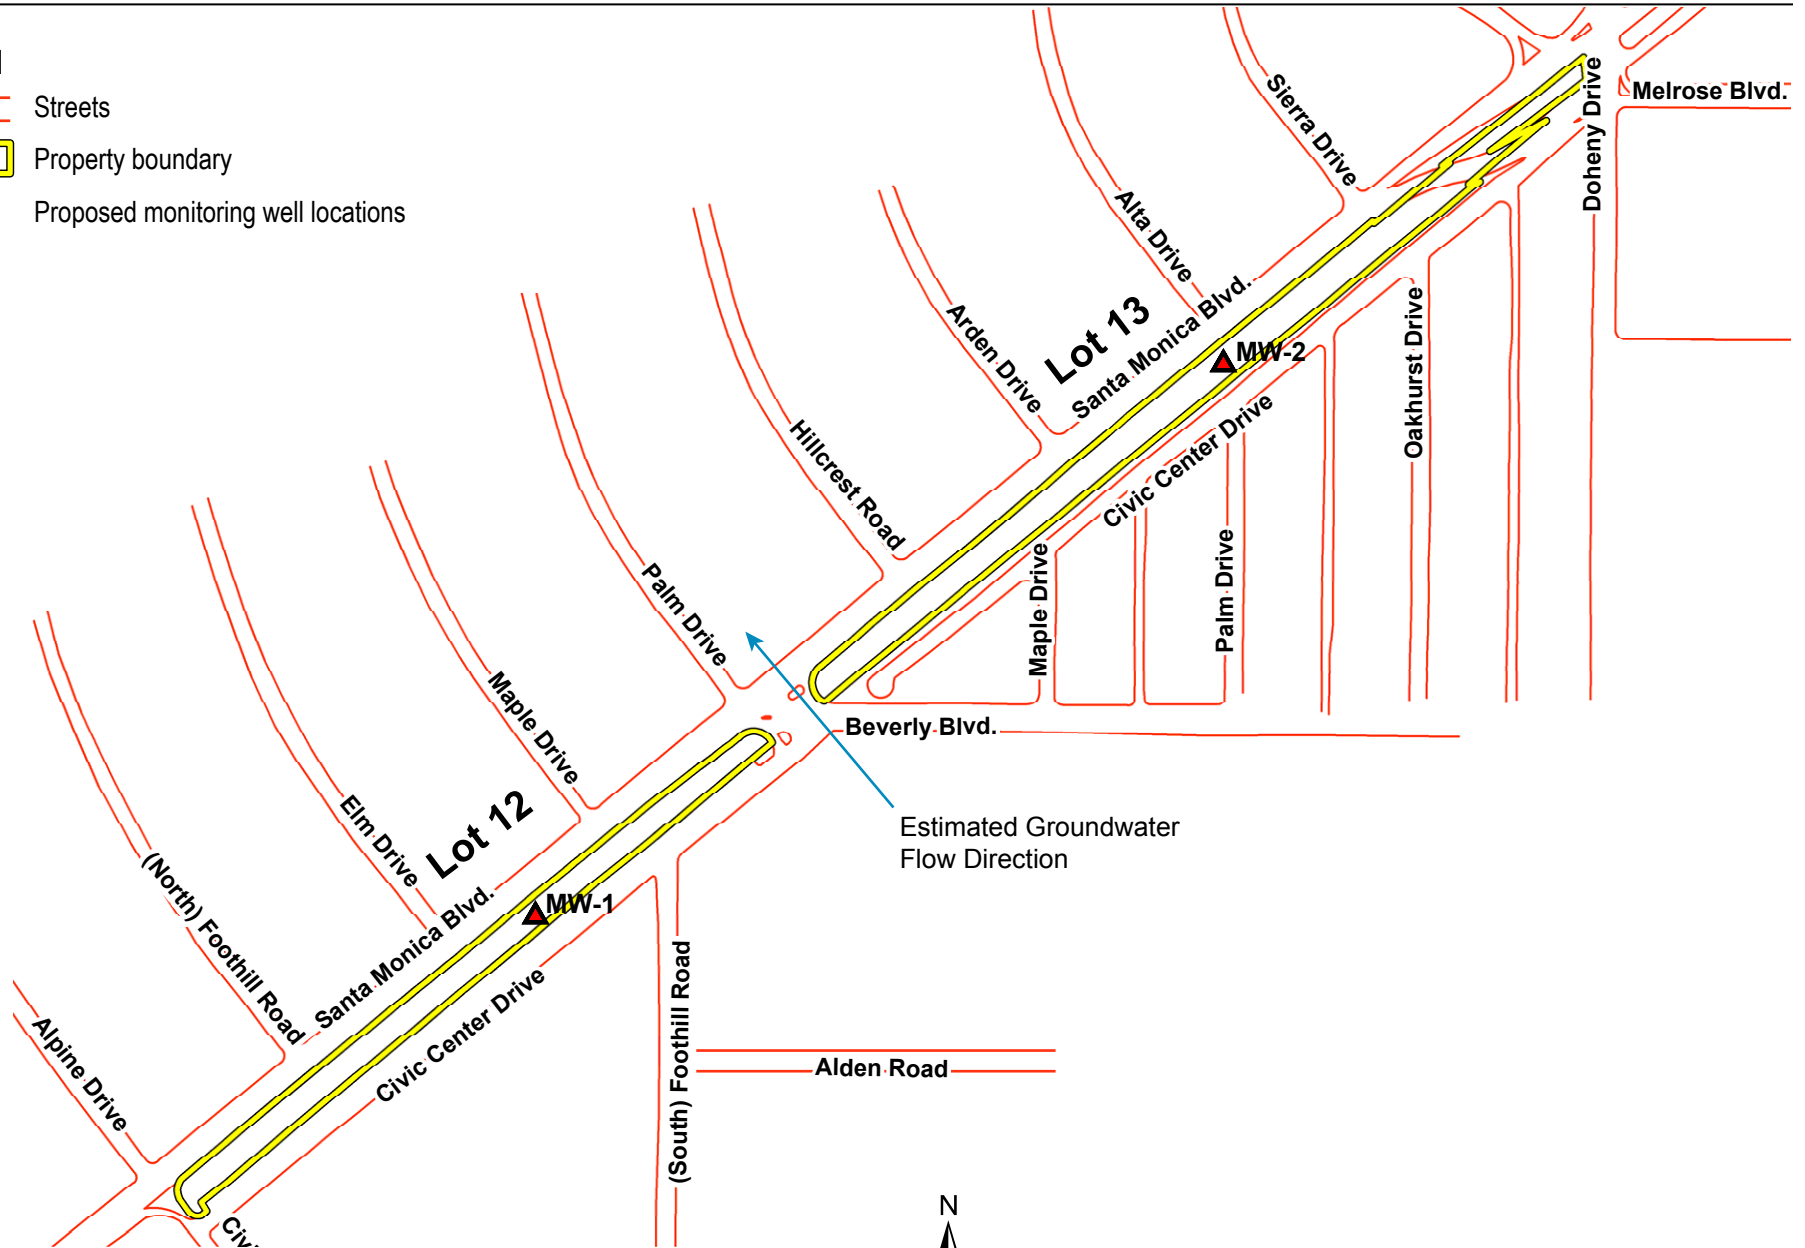 Streets
Property boundary
Proposed monitoring well locations
Melrose Blvd.
Doheny Drive
Sierra Drive
Alta Drive
Arden Drive
Lot 13
Santa Monica Blvd.
MW-2
Oakhurst Drive
Civic Center Drive
Hillcrest Road
Palm Drive
Maple Drive
Palm Drive
Maple Drive
Beverly Blvd.
Estimated Groundwater
Flow Direction
Elm Drive
Lot 12
MW-1
(North) Foothill Road
Santa Monica Blvd.
Civic Center Drive
(South) Foothill Road
Alden Road
Alpine Drive
N